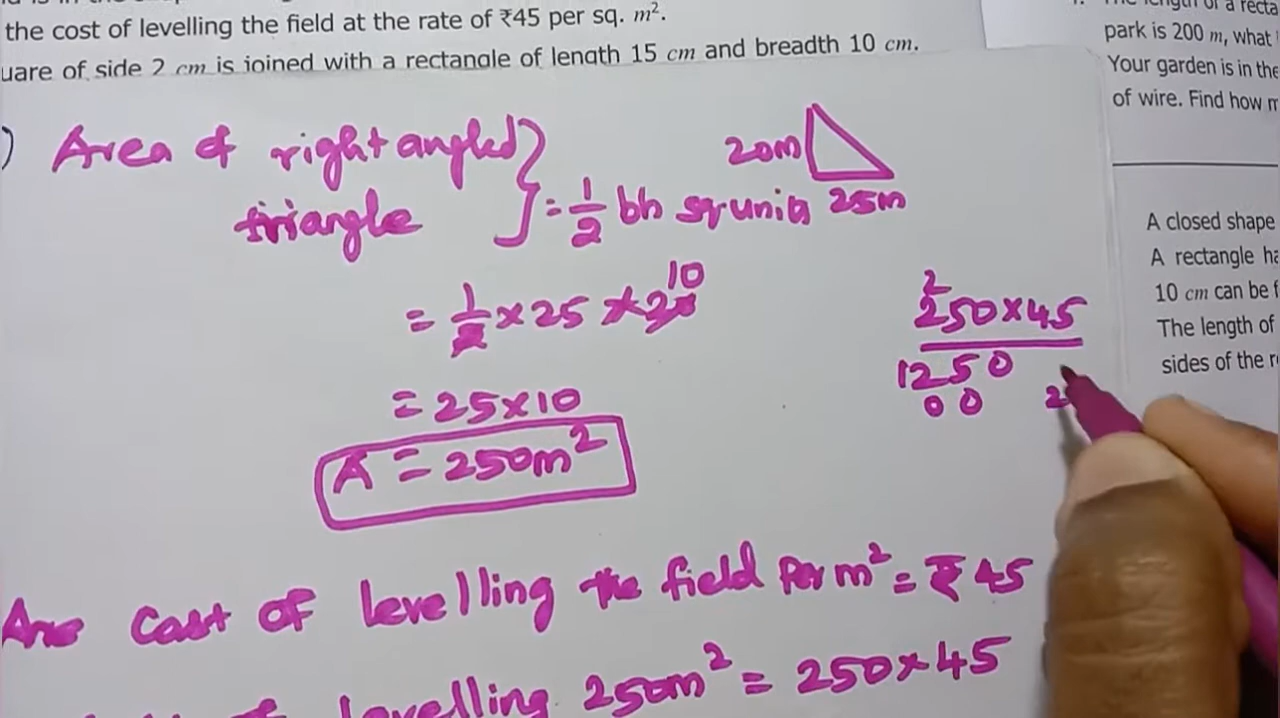 the cost of levelling the field at the rate of ₹45 per sq. m².
uare of side 2 cm is joined with a rectangle of length 15 cm and breadth 10 cm.
park is 200 m, what
Your garden is in the
of wire. Find how
A closed shape
A rectangle ha
10 cm can be f
The length of
sides of the r
) Area of right angled
triangle } = 1/2 bh sq.units
20m
25m
= 1/2 × 25 × 20 10
= 25×10
A = 250m²
2
250×45
1250
00 2
Ans Cost of levelling the field Per m² = ₹45
levelling 250m² = 250×45